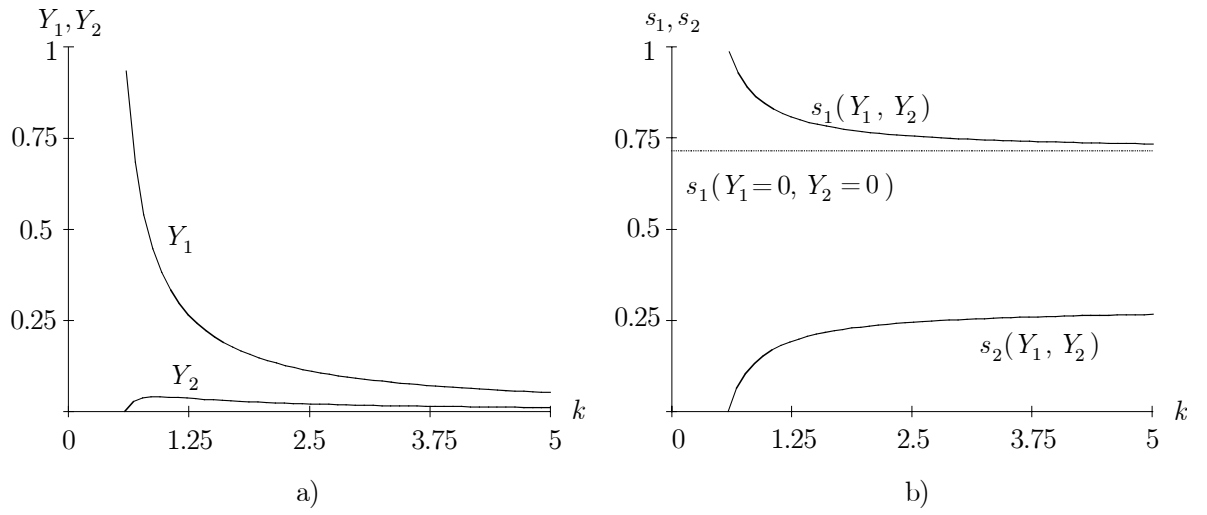 Y₁,Y₂
1
0.75
0.5
0.25
Y₁
Y₂
k
0
1.25
2.5
3.75
5
a)
s₁,s₂
1
0.75
0.5
0.25
s₁(Y₁, Y₂)
s₁(Y₁=0, Y₂=0)
s₂(Y₁, Y₂)
k
0
1.25
2.5
3.75
5
b)